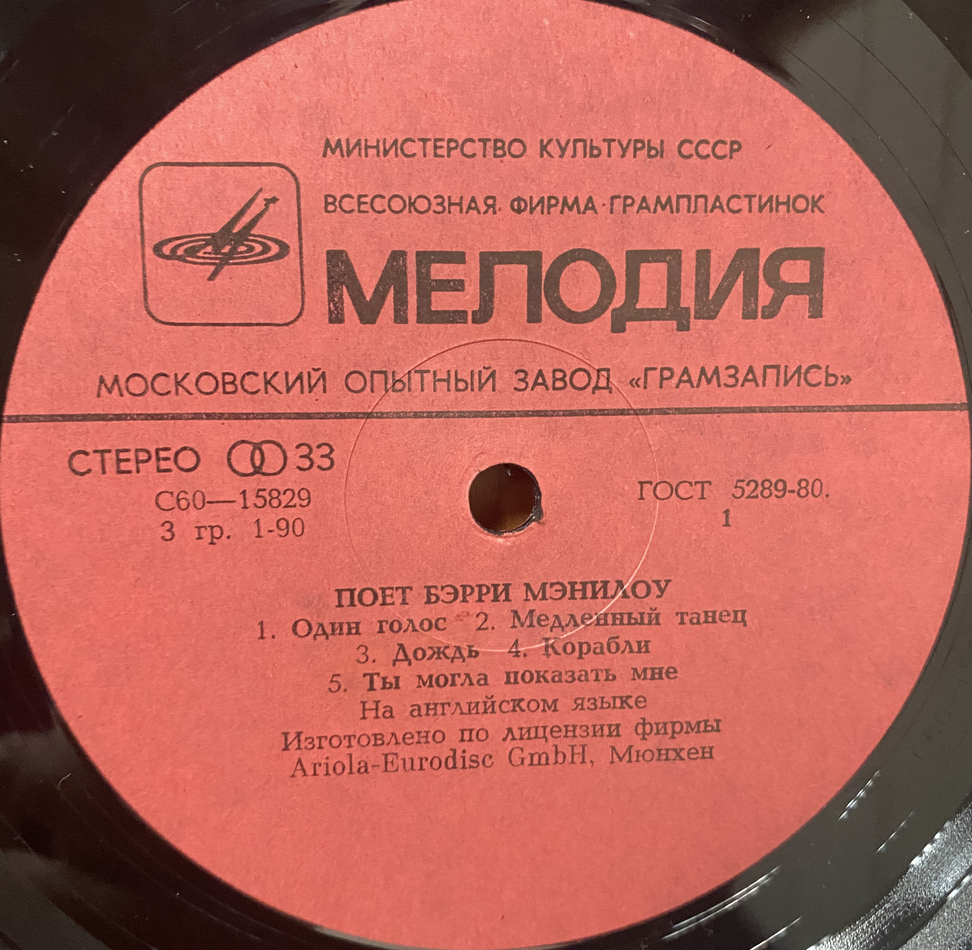 МИНИСТЕРСТВО КУЛЬТУРЫ СССР
ВСЕСОЮЗНАЯ ФИРМА ГРАМПЛАСТИНОК
МЕЛОДИЯ
МОСКОВСКИЙ ОПЫТНЫЙ ЗАВОД «ГРАМЗАПИСЬ»
СТЕРЕО 33
С60—15829
3 гр. 1-90
ГОСТ 5289-80.
1
ПОЕТ БЭРРИ МЭНИЛОУ
1. Один голос 2. Медленный танец
3. Дождь 4. Корабли
5. Ты могла показать мне
На английском языке
Изготовлено по лицензии фирмы
Ariola-Eurodisc GmbH, Мюнхен